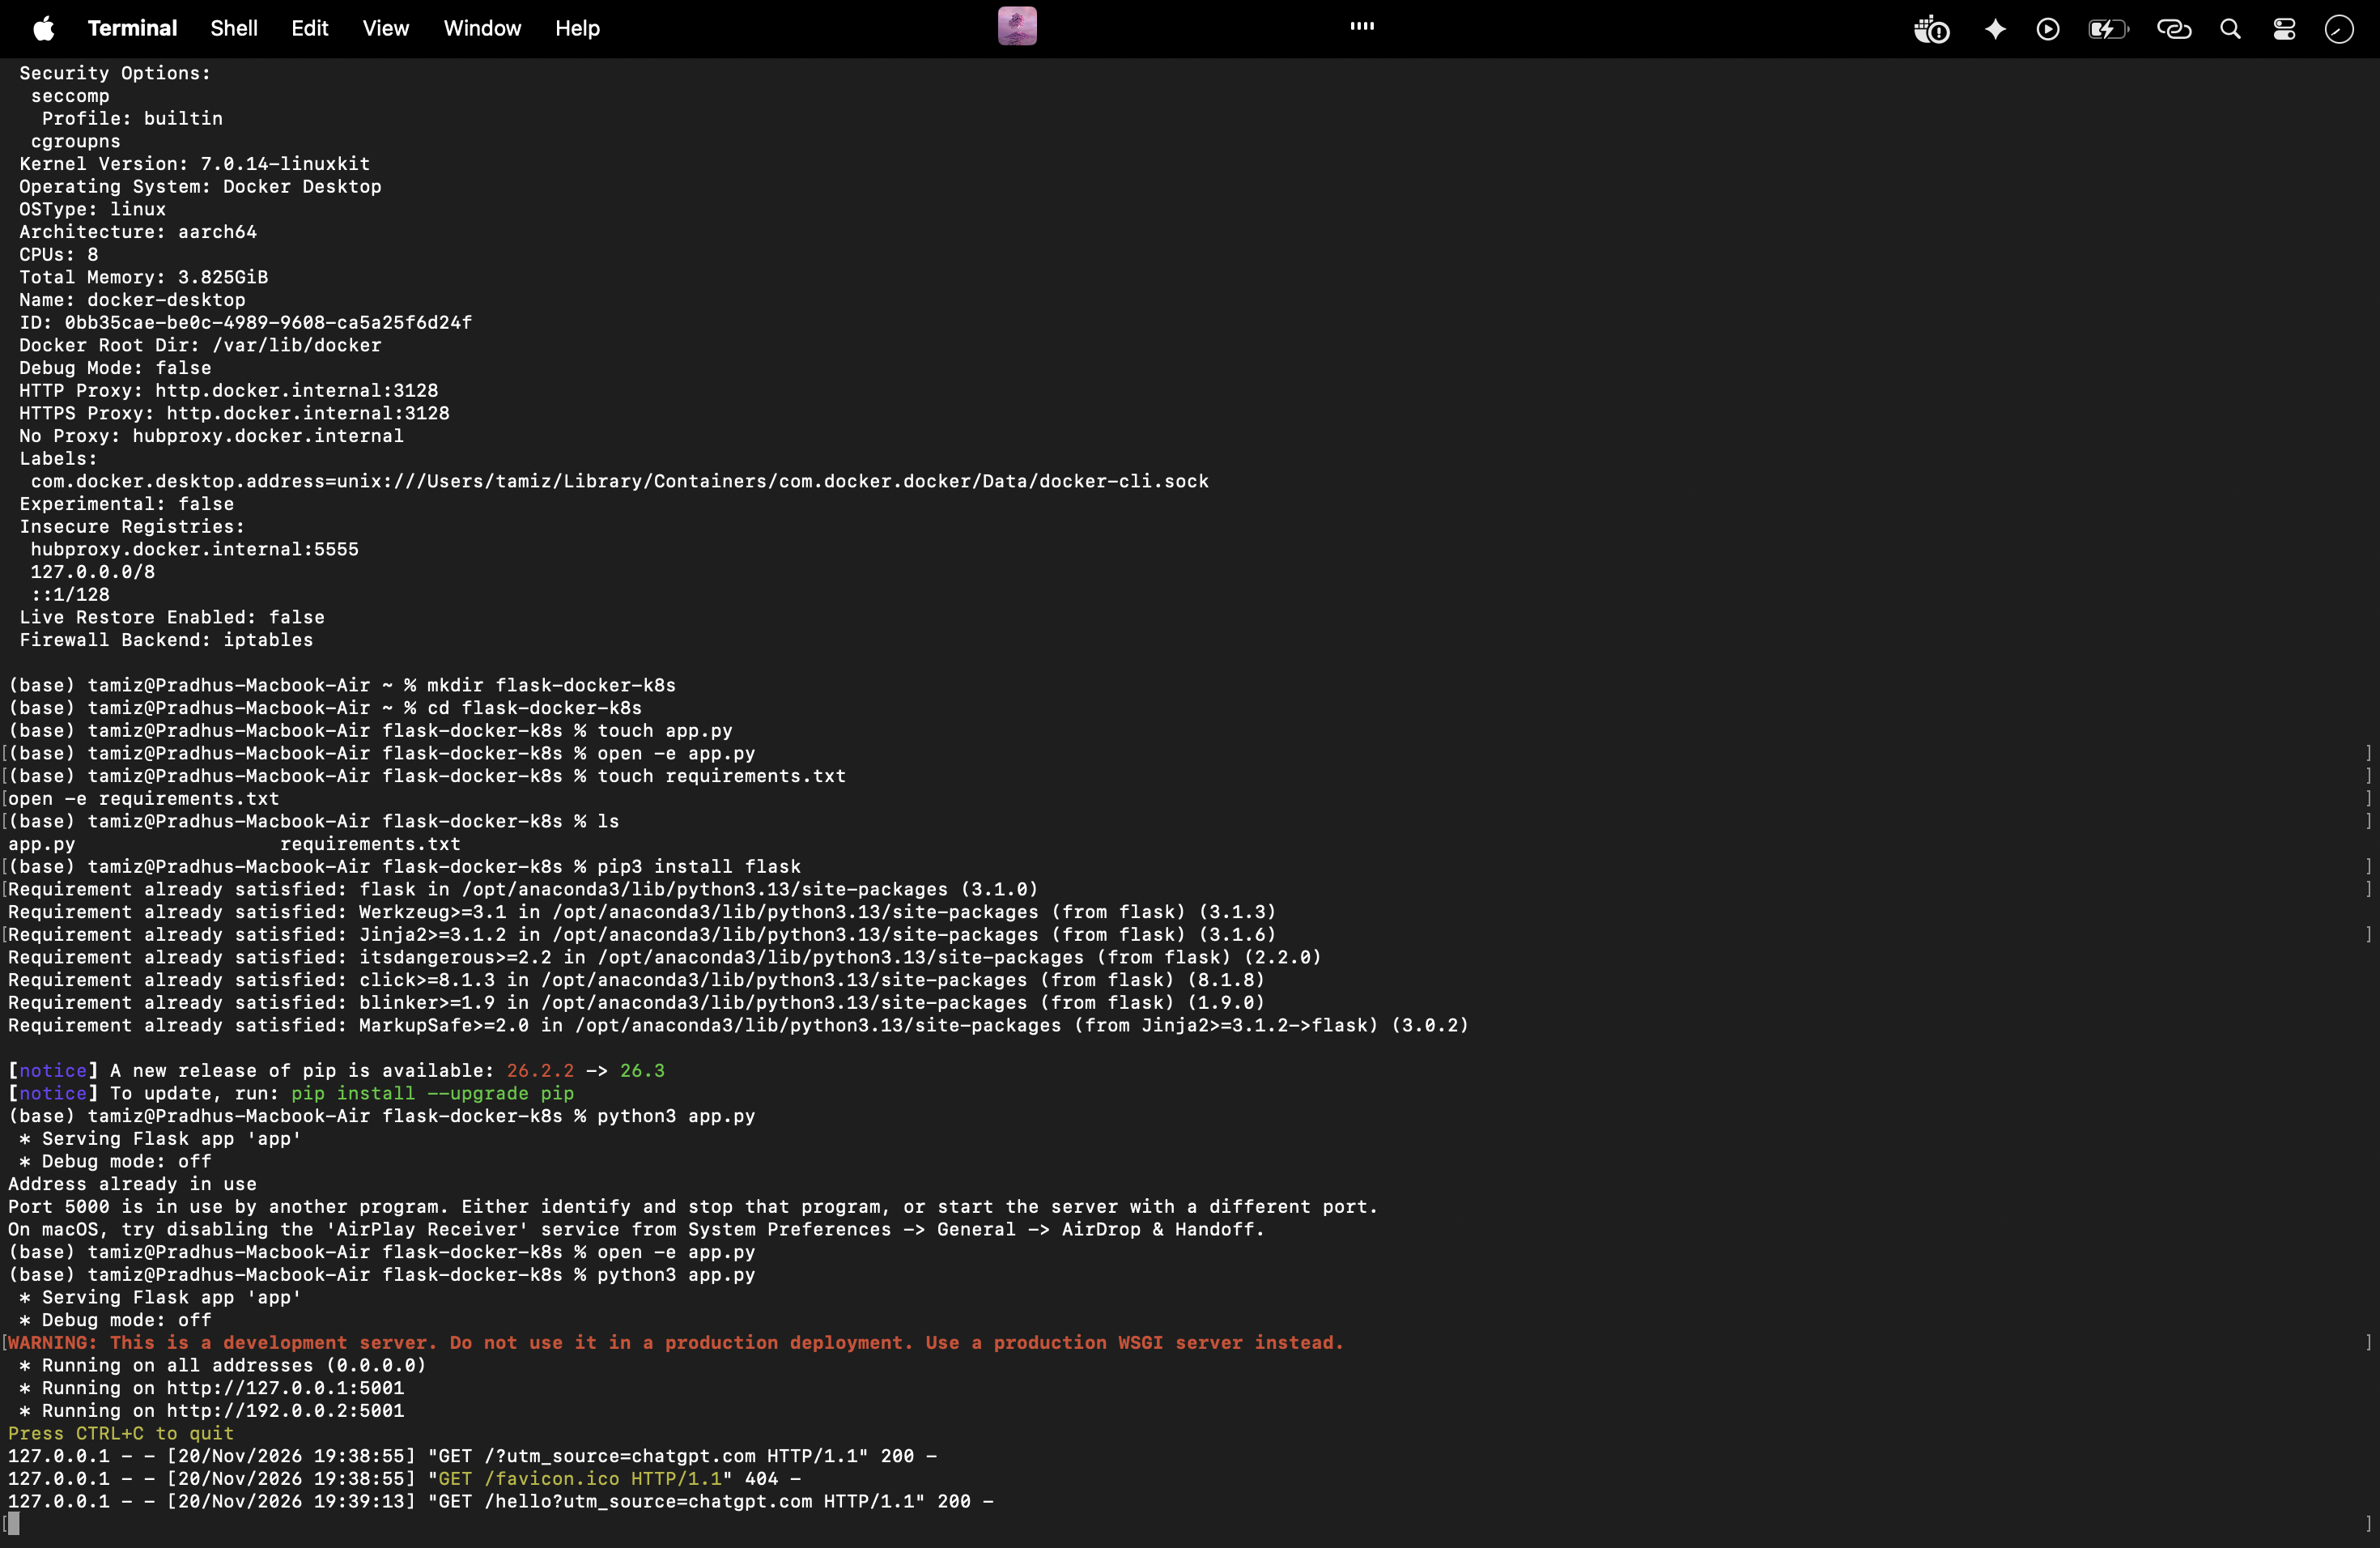 Terminal Shell Edit View Window Help
Security Options:
seccomp
Profile: builtin
cgroupns
Kernel Version: 7.0.14-linuxkit
Operating System: Docker Desktop
OSType: linux
Architecture: aarch64
CPUs: 8
Total Memory: 3.825GiB
Name: docker-desktop
ID: 0bb35cae-be0c-4989-9608-ca5a25f6d24f
Docker Root Dir: /var/lib/docker
Debug Mode: false
HTTP Proxy: http.docker.internal:3128
HTTPS Proxy: http.docker.internal:3128
No Proxy: hubproxy.docker.internal
Labels:
com.docker.desktop.address=unix:///Users/tamiz/Library/Containers/com.docker.docker/Data/docker-cli.sock
Experimental: false
Insecure Registries:
hubproxy.docker.internal:5555
127.0.0.0/8
::1/128
Live Restore Enabled: false
Firewall Backend: iptables
(base) tamiz@Pradhus-Macbook-Air ~ % mkdir flask-docker-k8s
(base) tamiz@Pradhus-Macbook-Air ~ % cd flask-docker-k8s
(base) tamiz@Pradhus-Macbook-Air flask-docker-k8s % touch app.py
[(base) tamiz@Pradhus-Macbook-Air flask-docker-k8s % open -e app.py ]
[(base) tamiz@Pradhus-Macbook-Air flask-docker-k8s % touch requirements.txt ]
[open -e requirements.txt ]
[(base) tamiz@Pradhus-Macbook-Air flask-docker-k8s % ls ]
app.py requirements.txt
[(base) tamiz@Pradhus-Macbook-Air flask-docker-k8s % pip3 install flask ]
[Requirement already satisfied: flask in /opt/anaconda3/lib/python3.13/site-packages (3.1.0) ]
Requirement already satisfied: Werkzeug>=3.1 in /opt/anaconda3/lib/python3.13/site-packages (from flask) (3.1.3)
[Requirement already satisfied: Jinja2>=3.1.2 in /opt/anaconda3/lib/python3.13/site-packages (from flask) (3.1.6) ]
Requirement already satisfied: itsdangerous>=2.2 in /opt/anaconda3/lib/python3.13/site-packages (from flask) (2.2.0)
Requirement already satisfied: click>=8.1.3 in /opt/anaconda3/lib/python3.13/site-packages (from flask) (8.1.8)
Requirement already satisfied: blinker>=1.9 in /opt/anaconda3/lib/python3.13/site-packages (from flask) (1.9.0)
Requirement already satisfied: MarkupSafe>=2.0 in /opt/anaconda3/lib/python3.13/site-packages (from Jinja2>=3.1.2->flask) (3.0.2)
[notice] A new release of pip is available: 26.2.2 -> 26.3
[notice] To update, run: pip install --upgrade pip
(base) tamiz@Pradhus-Macbook-Air flask-docker-k8s % python3 app.py
* Serving Flask app 'app'
* Debug mode: off
Address already in use
Port 5000 is in use by another program. Either identify and stop that program, or start the server with a different port.
On macOS, try disabling the 'AirPlay Receiver' service from System Preferences -> General -> AirDrop & Handoff.
(base) tamiz@Pradhus-Macbook-Air flask-docker-k8s % open -e app.py
(base) tamiz@Pradhus-Macbook-Air flask-docker-k8s % python3 app.py
* Serving Flask app 'app'
* Debug mode: off
[WARNING: This is a development server. Do not use it in a production deployment. Use a production WSGI server instead. ]
* Running on all addresses (0.0.0.0)
* Running on http://127.0.0.1:5001
* Running on http://192.0.0.2:5001
Press CTRL+C to quit
127.0.0.1 - - [20/Nov/2026 19:38:55] "GET /?utm_source=chatgpt.com HTTP/1.1" 200 -
127.0.0.1 - - [20/Nov/2026 19:38:55] "GET /favicon.ico HTTP/1.1" 404 -
127.0.0.1 - - [20/Nov/2026 19:39:13] "GET /hello?utm_source=chatgpt.com HTTP/1.1" 200 -
[ ]